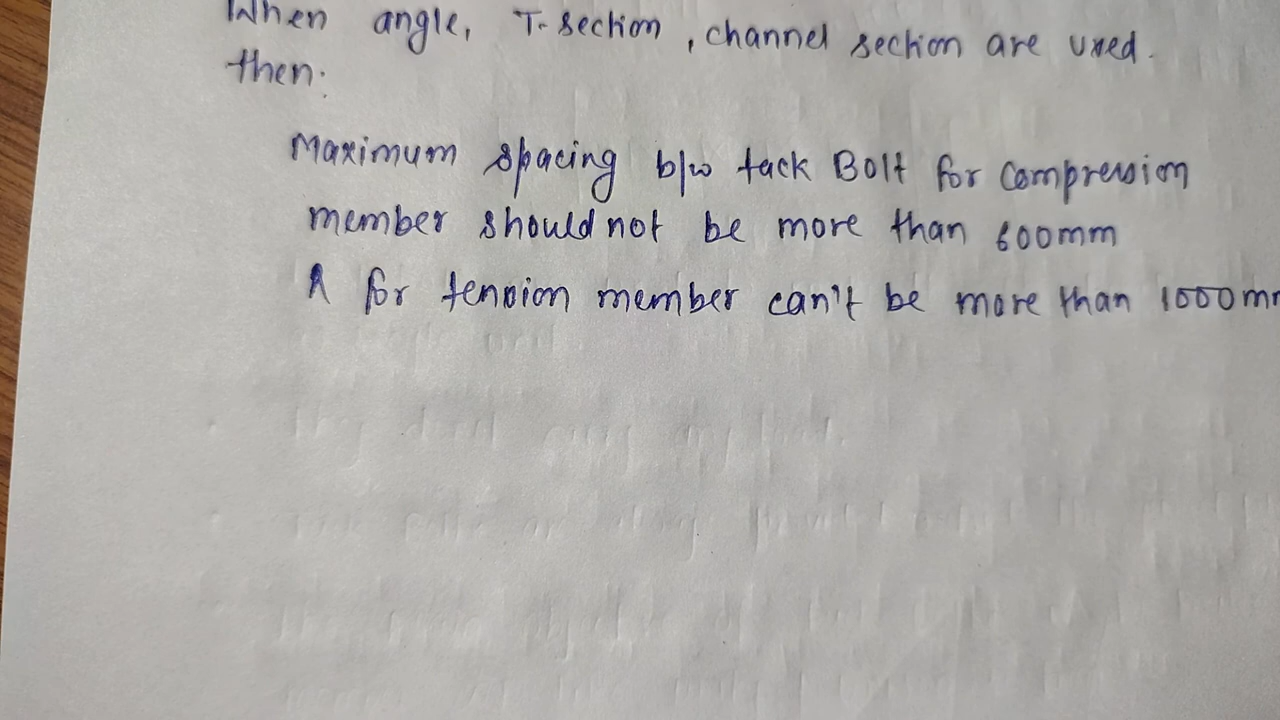 When angle, T-section, channel section are used.
then:
Maximum spacing b/w tack Bolt for compression
member should not be more than 600mm
& for tension member can't be more than 1000m